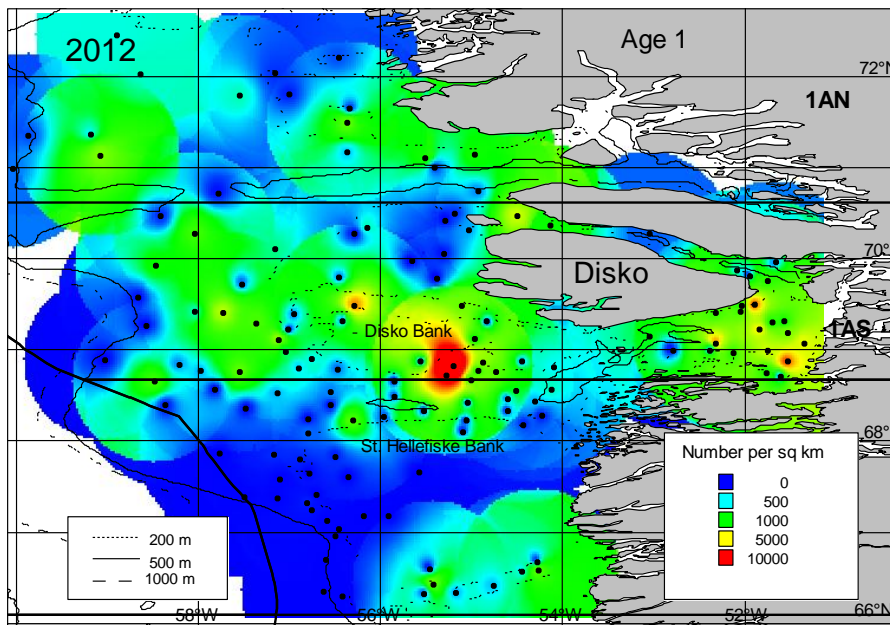 2012
Age 1
72°N
1AN
70°
Disko
Disko Bank
1AS
68°
St. Hellefiske Bank
Number per sq km
0
500
1000
5000
10000
200 m
500 m
1000 m
58°W
56°W
54°W
52°W
66°N